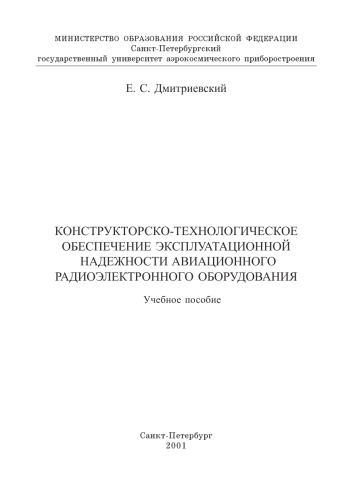 МИНИСТЕРСТВО ОБРАЗОВАНИЯ РОССИЙСКОЙ ФЕДЕРАЦИИ
Санкт-Петербургский
государственный университет аэрокосмического приборостроения
Е. С. Дмитриевский
КОНСТРУКТОРСКО-ТЕХНОЛОГИЧЕСКОЕ
ОБЕСПЕЧЕНИЕ ЭКСПЛУАТАЦИОННОЙ
НАДЕЖНОСТИ АВИАЦИОННОГО
РАДИОЭЛЕКТРОННОГО ОБОРУДОВАНИЯ
Учебное пособие
Санкт-Петербург
2001